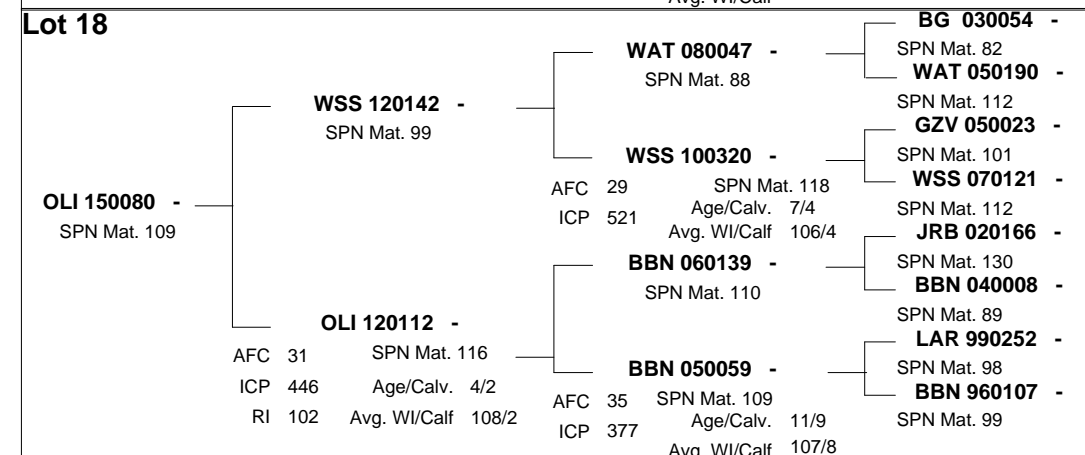 Avg. WI/Calf
Lot 18
BG 030054 -
WAT 080047 -
SPN Mat. 82
SPN Mat. 88
WAT 050190 -
WSS 120142 -
SPN Mat. 112
SPN Mat. 99
GZV 050023 -
WSS 100320 -
SPN Mat. 101
AFC 29 SPN Mat. 118
WSS 070121 -
OLI 150080 -
ICP 521 Age/Calv. 7/4
SPN Mat. 112
SPN Mat. 109
Avg. WI/Calf 106/4
JRB 020166 -
BBN 060139 -
SPN Mat. 130
SPN Mat. 110
BBN 040008 -
OLI 120112 -
SPN Mat. 89
AFC 31 SPN Mat. 116
LAR 990252 -
BBN 050059 -
SPN Mat. 98
ICP 446 Age/Calv. 4/2
AFC 35 SPN Mat. 109
BBN 960107 -
RI 102 Avg. WI/Calf 108/2
ICP 377 Age/Calv. 11/9
SPN Mat. 99
Avg. WI/Calf 107/8